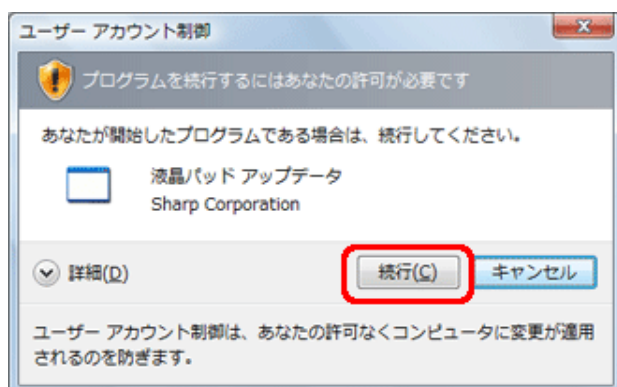 ユーザー アカウント制御
プログラムを続行するにはあなたの許可が必要です
あなたが開始したプログラムである場合は、続行してください。
液晶パッド アップデータ
Sharp Corporation
詳細(D)
続行(C)
キャンセル
ユーザー アカウント制御は、あなたの許可なくコンピュータに変更が適用
されるのを防ぎます。